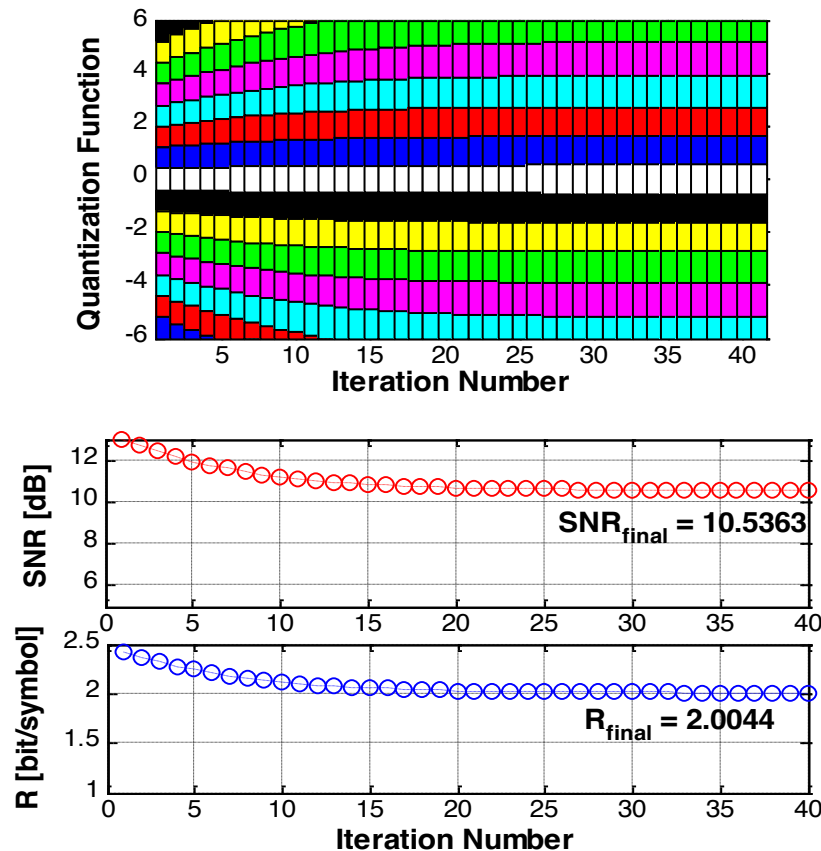 Quantization Function
6
4
2
0
-2
-4
-6
5 10 15 20 25 30 35 40
Iteration Number
SNR [dB]
12
10
8
6
SNRfinal = 10.5363
0 5 10 15 20 25 30 35 40
R [bit/symbol]
2.5
2
1.5
1
Rfinal = 2.0044
0 5 10 15 20 25 30 35 40
Iteration Number